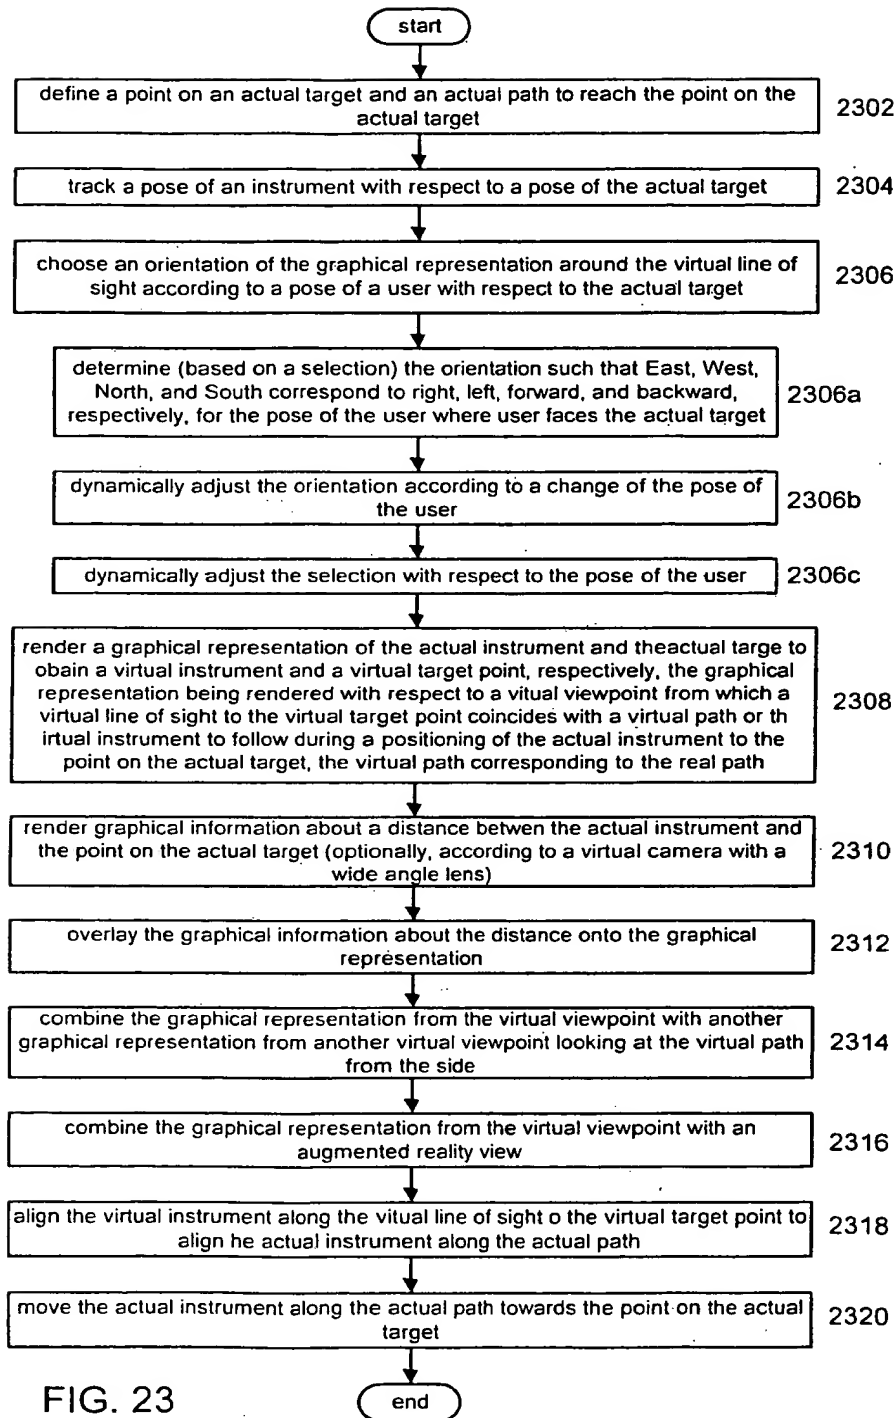 start
define a point on an actual target and an actual path to reach the point on the
actual target
2302
track a pose of an instrument with respect to a pose of the actual target
2304
choose an orientation of the graphical representation around the virtual line of
sight according to a pose of a user with respect to the actual target
2306
determine (based on a selection) the orientation such that East, West,
North, and South correspond to right, left, forward, and backward,
respectively, for the pose of the user where user faces the actual target
2306a
dynamically adjust the orientation according to a change of the pose of
the user
2306b
dynamically adjust the selection with respect to the pose of the user
2306c
render a graphical representation of the actual instrument and theactual targe to
obain a virtual instrument and a virtual target point, respectively, the graphical
representation being rendered with respect to a vitual viewpoint from which a
virtual line of sight to the virtual target point coincides with a virtual path or th
irtual instrument to follow during a positioning of the actual instrument to the
point on the actual target, the virtual path corresponding to the real path
2308
render graphical information about a distance betwen the actual instrument and
the point on the actual target (optionally, according to a virtual camera with a
wide angle lens)
2310
overlay the graphical information about the distance onto the graphical
representation
2312
combine the graphical representation from the virtual viewpoint with another
graphical representation from another virtual viewpoint looking at the virtual path
from the side
2314
combine the graphical representation from the virtual viewpoint with an
augmented reality view
2316
align the virtual instrument along the vitual line of sight o the virtual target point to
align he actual instrument along the actual path
2318
move the actual instrument along the actual path towards the point on the actual
target
2320
FIG. 23
end